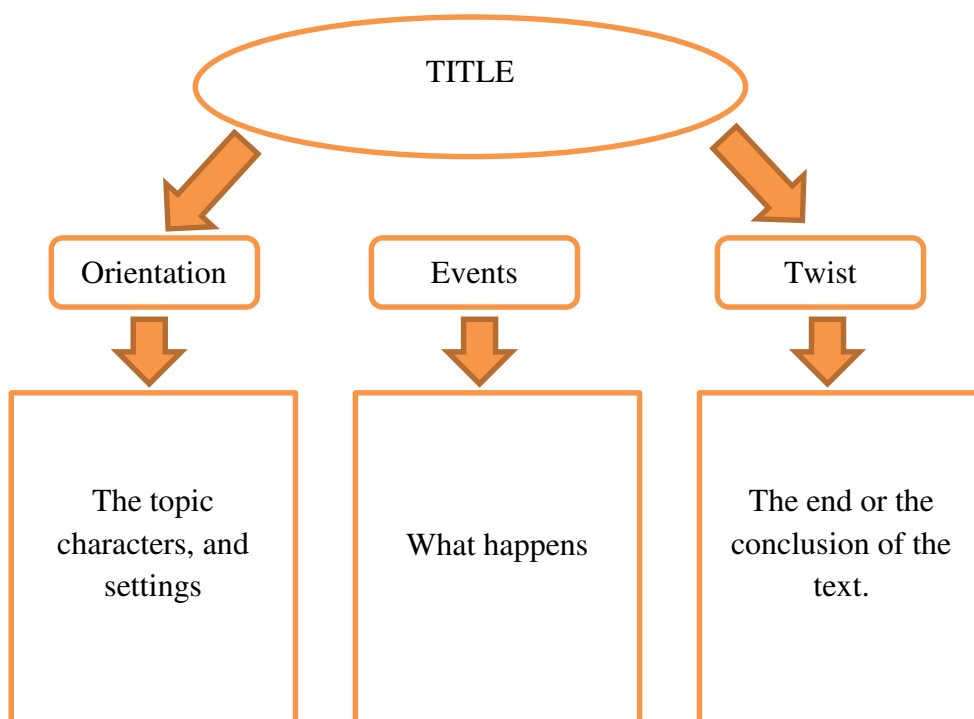 TITLE
Orientation
Events
Twist
The topic
characters, and
settings
What happens
The end or the
conclusion of the
text.